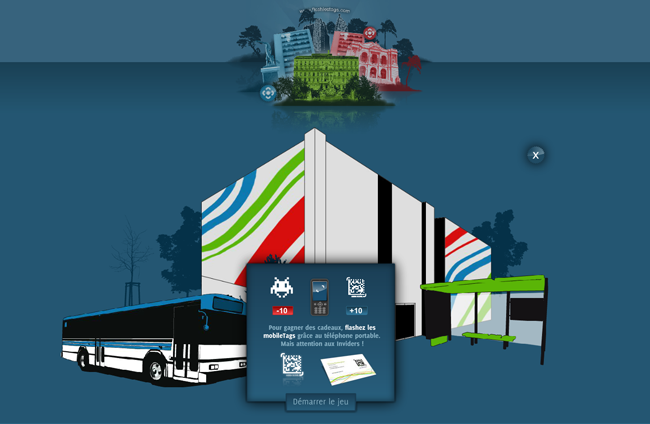 X
-10
+10
Pour gagner des cadeaux, flashez les
mobileTags grâce au téléphone portable.
Mais attention aux Inviders !
Démarrer le jeu